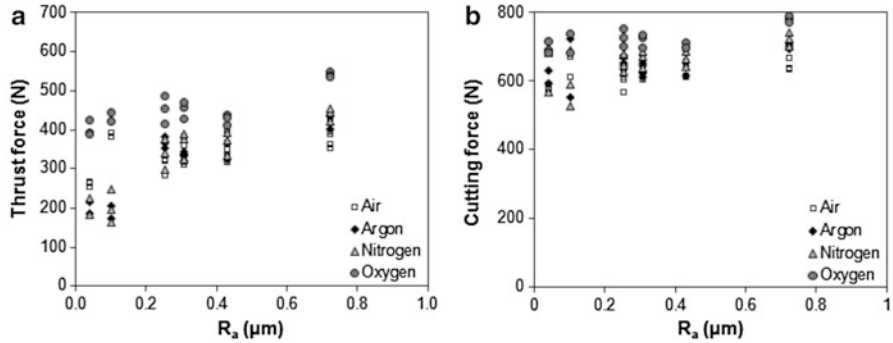 a
700
600
500
400
300
200
100
0
Thrust force (N)
0.0 0.2 0.4 0.6 0.8 1.0
Rₐ (µm)
Air
Argon
Nitrogen
Oxygen
b
800
600
400
200
0
Cutting force (N)
0 0.2 0.4 0.6 0.8 1
Rₐ (µm)
Air
Argon
Nitrogen
Oxygen